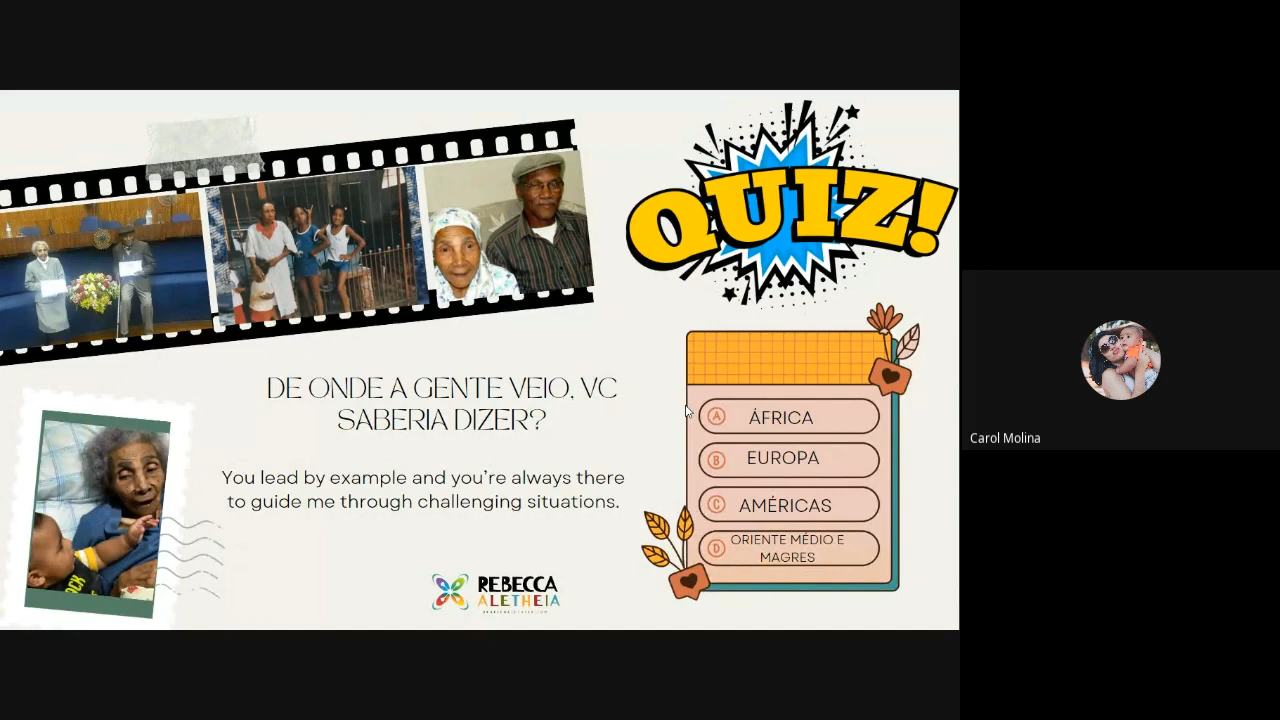 QUIZ!
DE ONDE A GENTE VEIO, VC
SABERIA DIZER?
You lead by example and you're always there
to guide me through challenging situations.
A ÁFRICA
B EUROPA
C AMÉRICAS
D ORIENTE MÉDIO E
MAGRES
REBECCA
ALETHEIA
Carol Molina